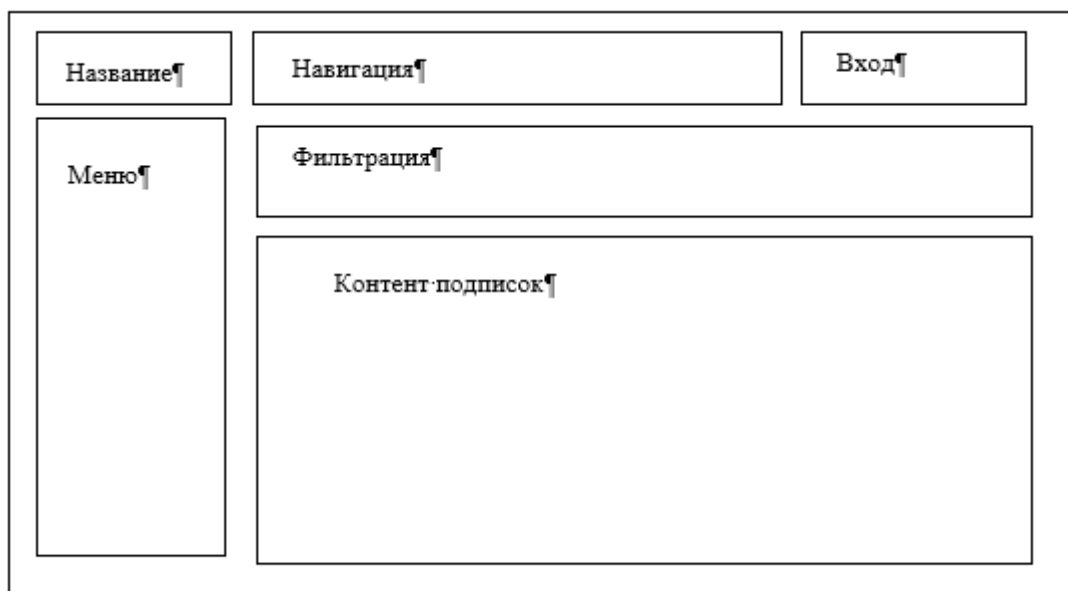 Название¶
Навигация¶
Вход¶
Меню¶
Фильтрация¶
Контент·подписок¶